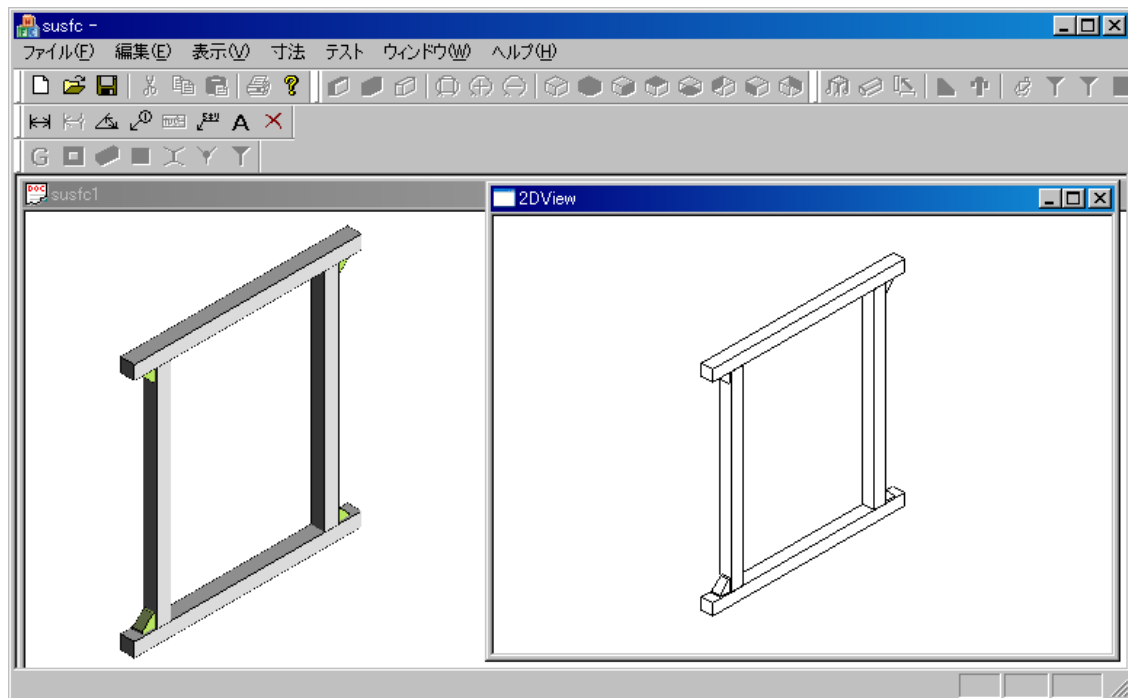 susfc -
ファイル(F) 編集(E) 表示(V) 寸法 テスト ウィンドウ(W) ヘルプ(H)
A
G
DOC susfc1
2DView